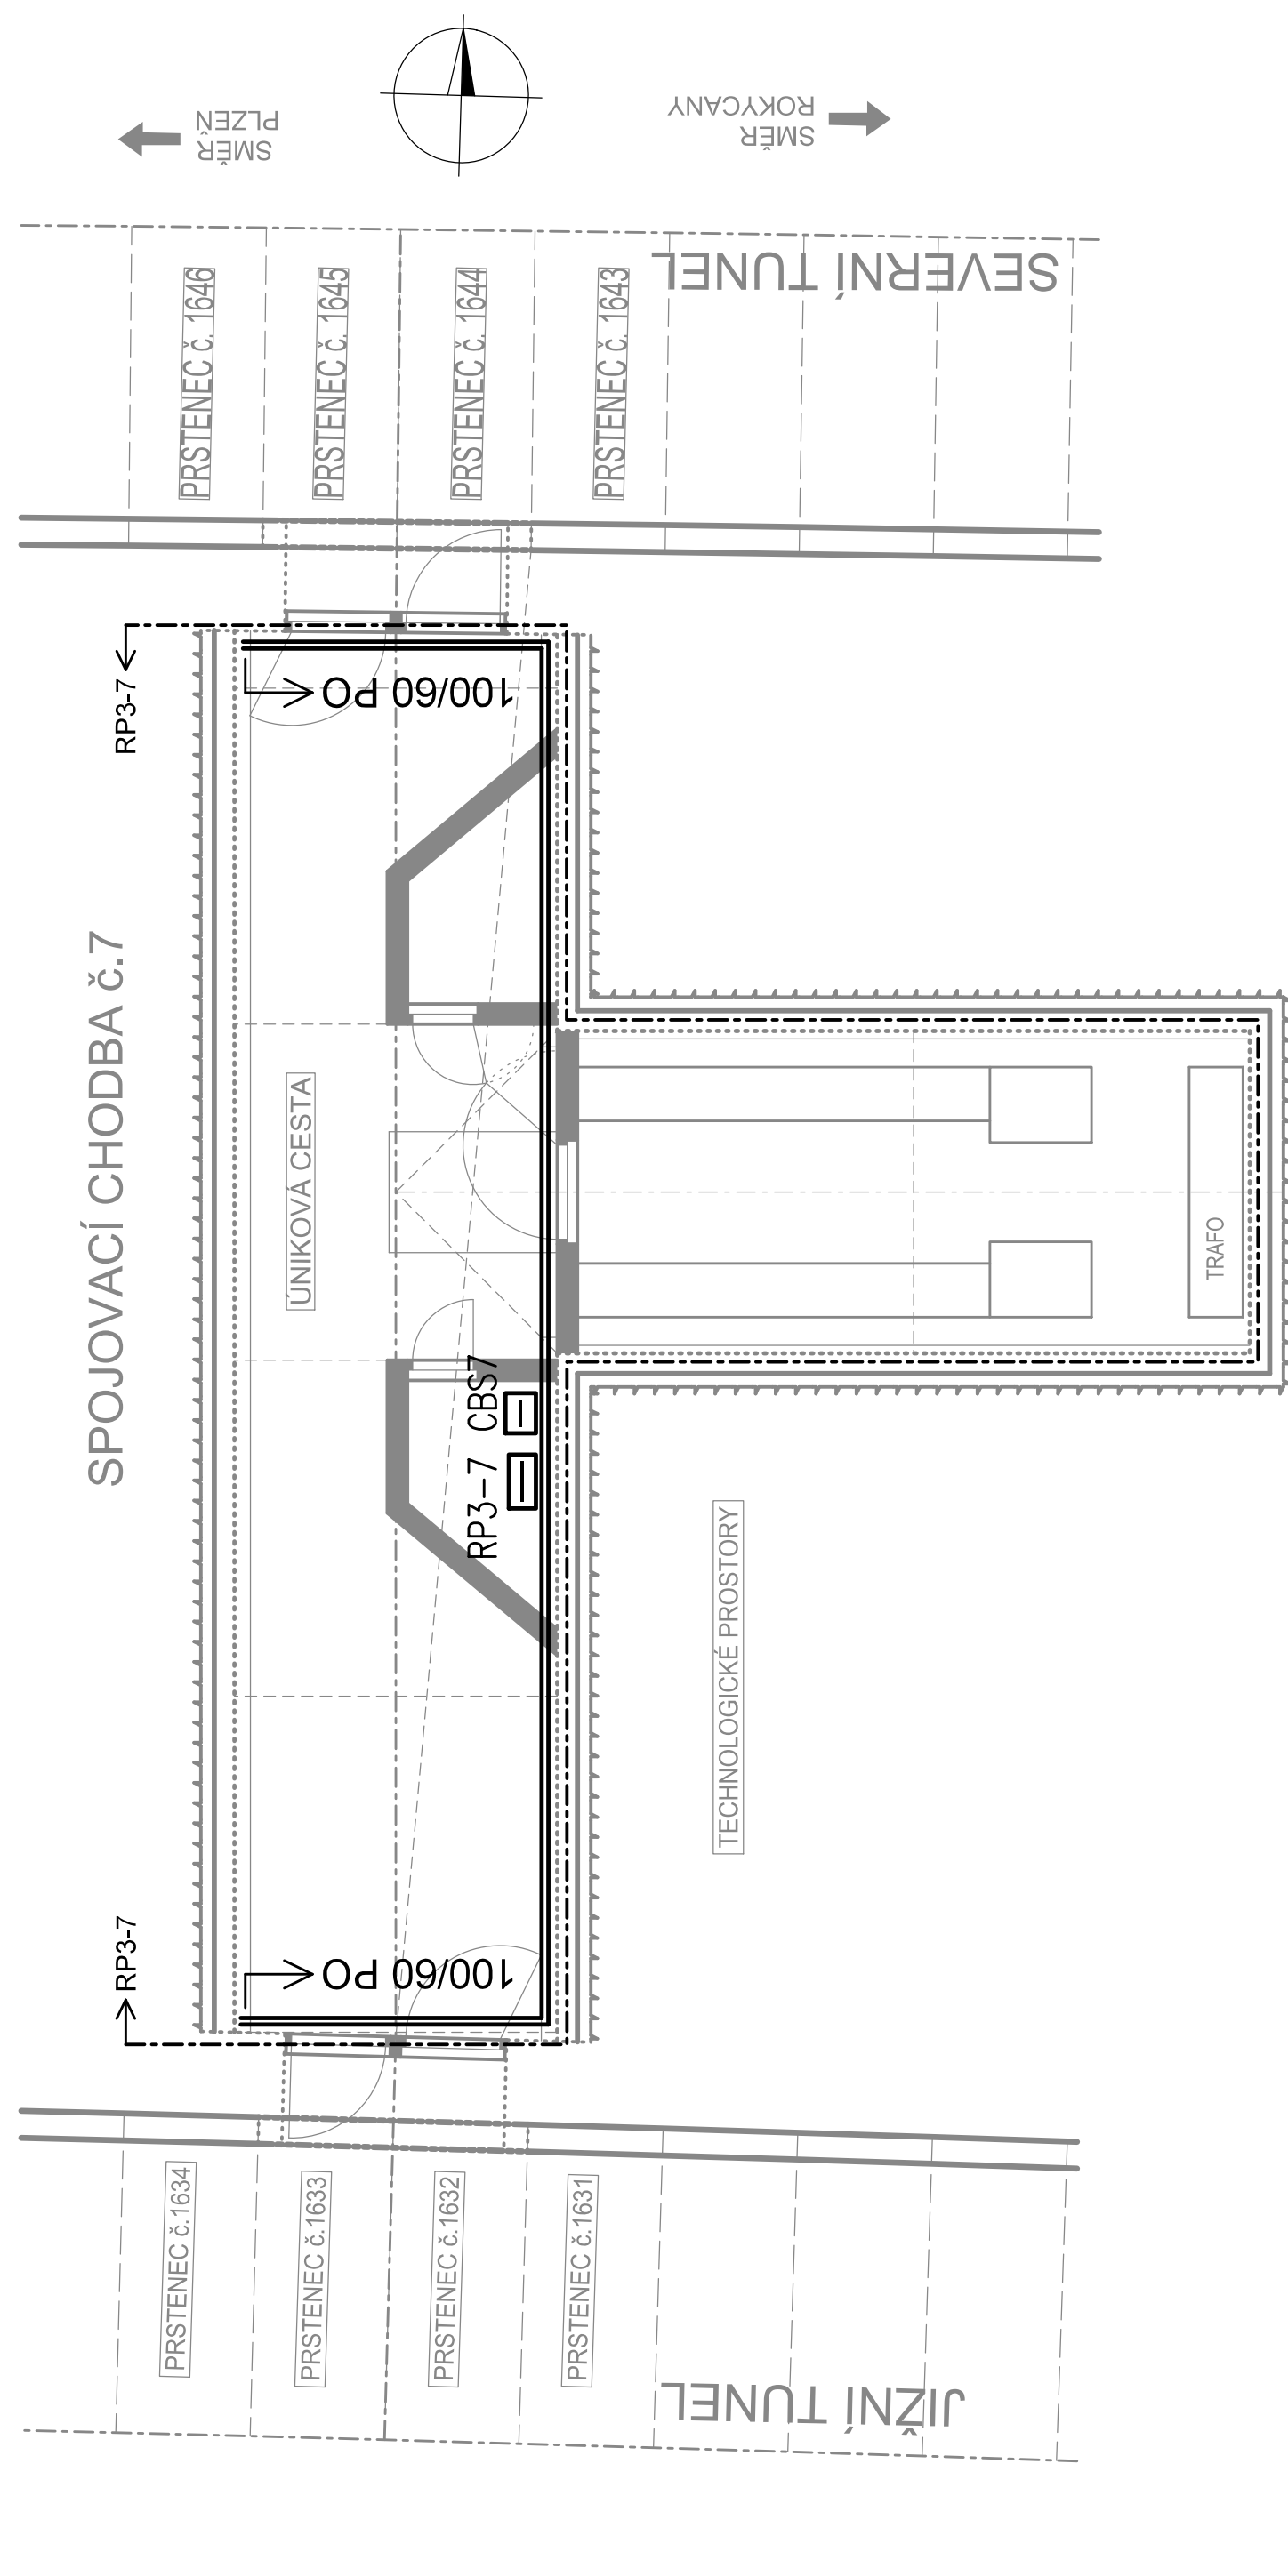 SMĚR
PLZEŇ
SMĚR
ROKYCANY
SEVERNÍ TUNEL
PRSTENEC č. 1646
PRSTENEC č. 1645
PRSTENEC č. 1644
PRSTENEC č. 1643
RP3-7
100/60 PO
SPOJOVACÍ CHODBA č.7
ÚNIKOVÁ CESTA
TRAFO
CBS7
RP3-7
TECHNOLOGICKÉ PROSTORY
RP3-7
100/60 PO
PRSTENEC č.1634
PRSTENEC č.1633
PRSTENEC č.1632
PRSTENEC č.1631
JIŽNÍ TUNEL